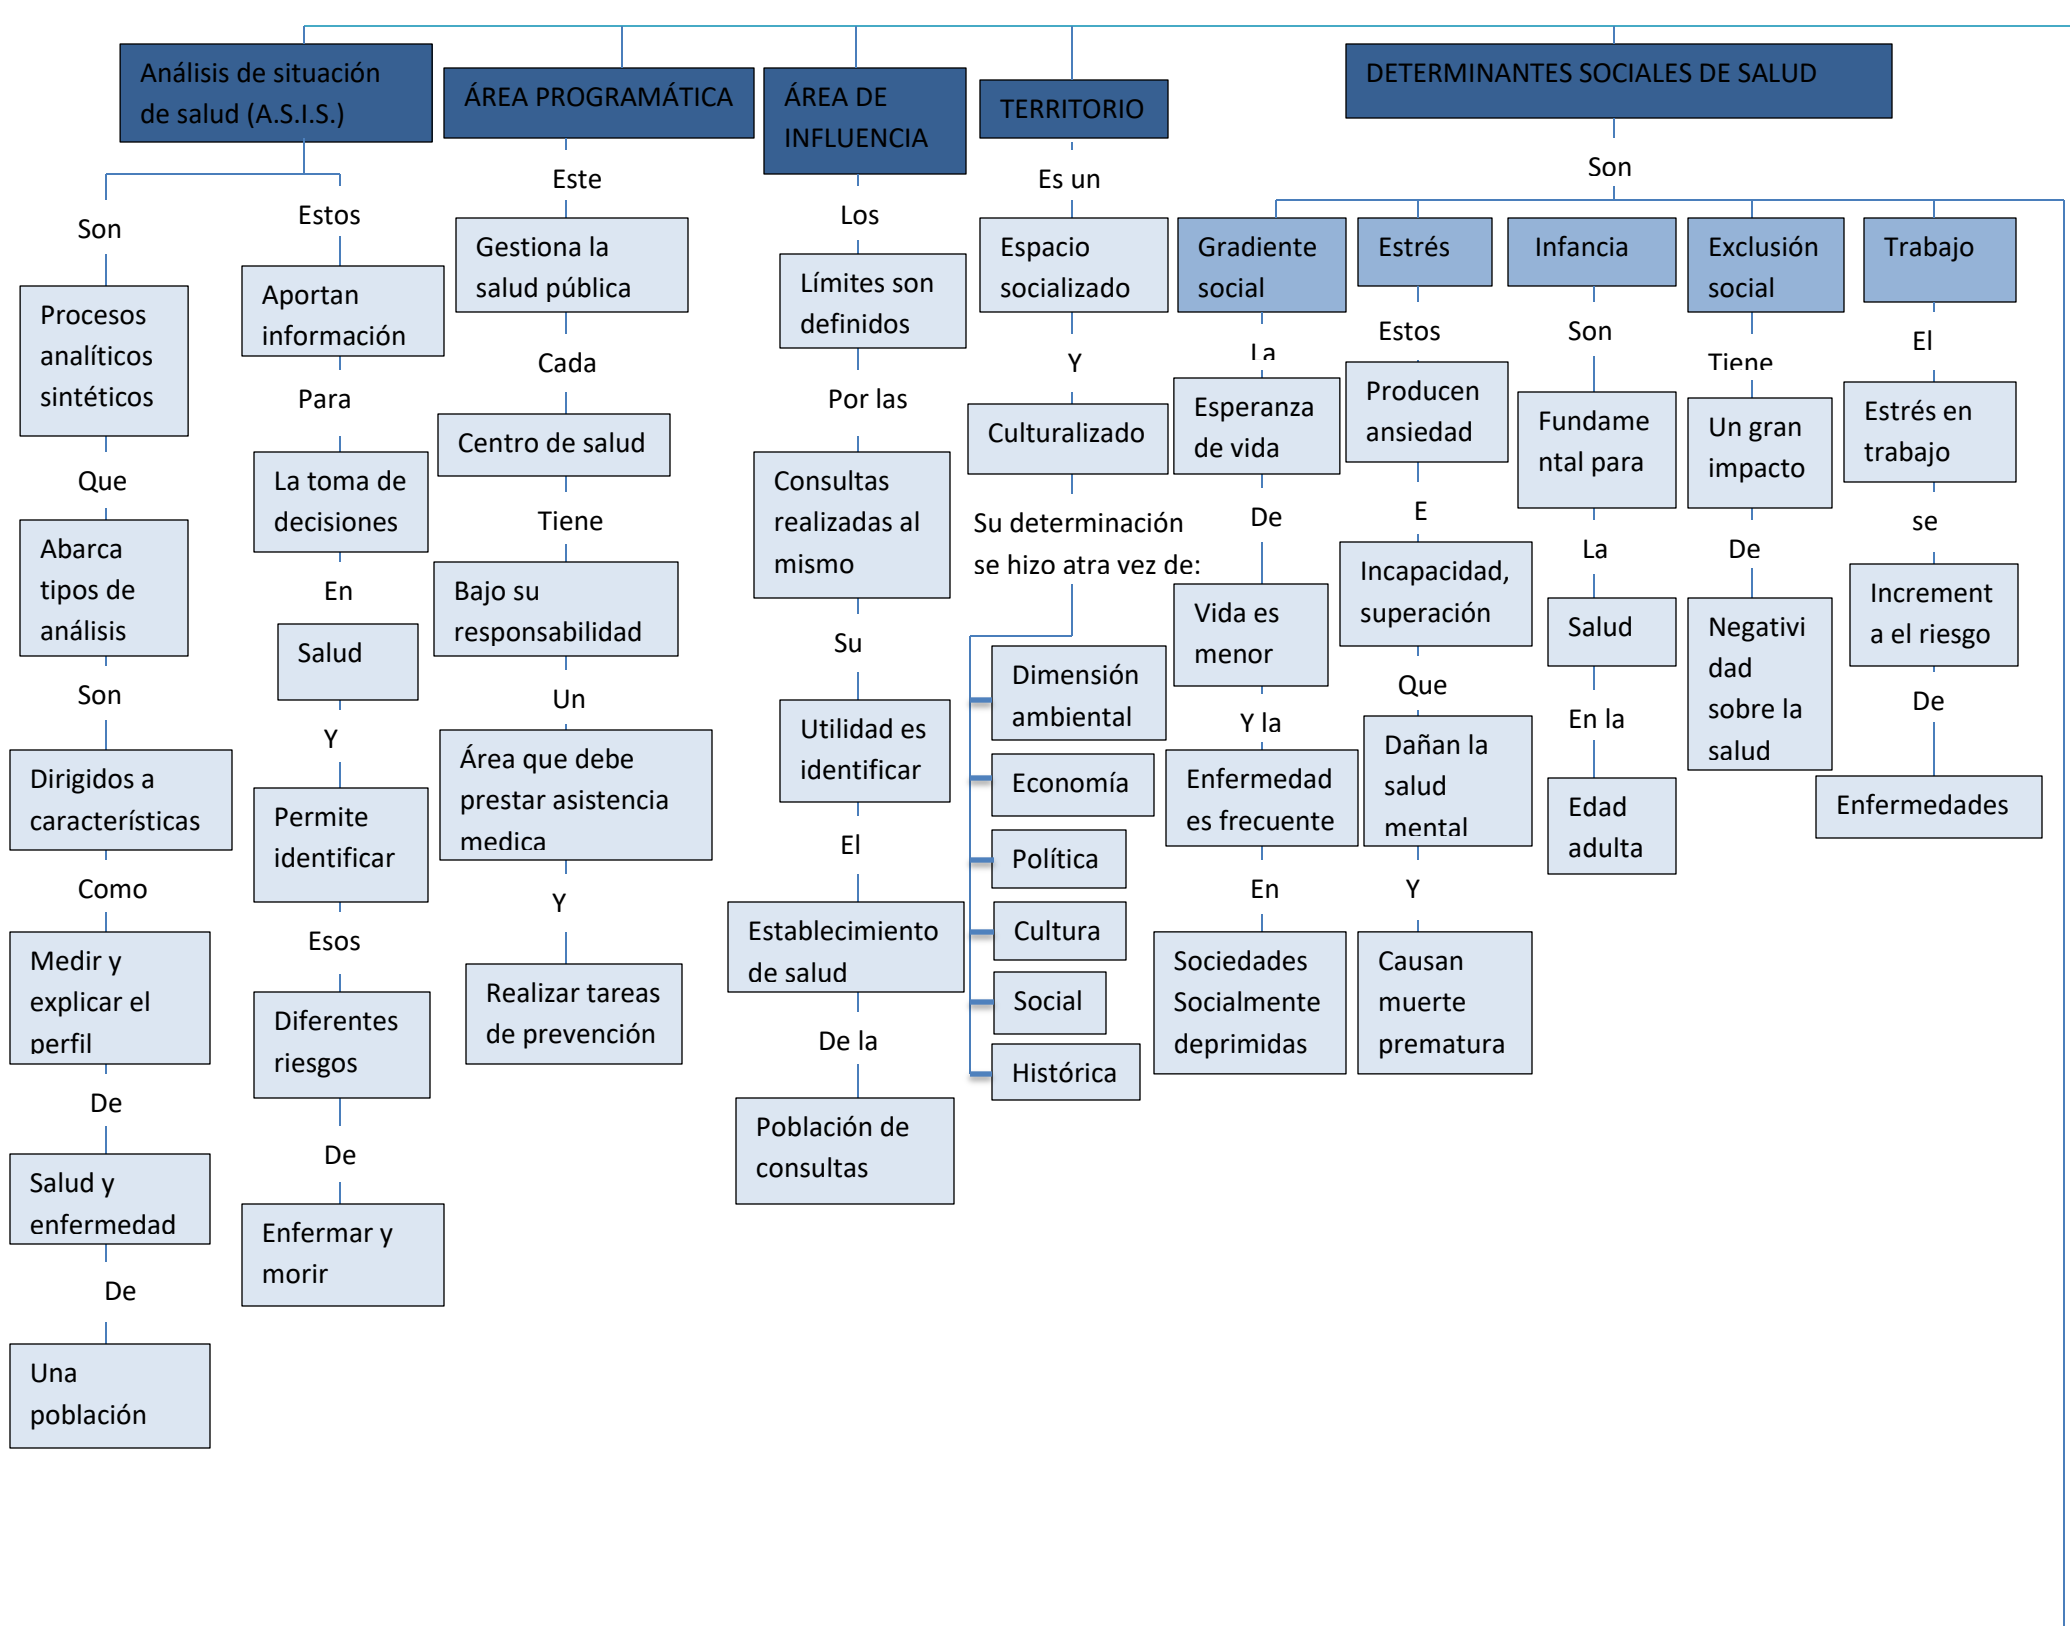 Análisis de situación
de salud (A.S.I.S.)
Son
Procesos
analíticos
sintéticos
Que
Abarca
tipos de
análisis
Son
Dirigidos a
características
Como
Medir y
explicar el
perfil
De
Salud y
enfermedad
De
Una
población
Estos
Aportan
información
Para
La toma de
decisiones
En
Salud
Y
Permite
identificar
Esos
Diferentes
riesgos
De
Enfermar y
morir
ÁREA PROGRAMÁTICA
Este
Gestiona la
salud pública
Cada
Centro de salud
Tiene
Bajo su
responsabilidad
Un
Área que debe
prestar asistencia
medica
Y
Realizar tareas
de prevención
ÁREA DE
INFLUENCIA
Los
Límites son
definidos
Por las
Consultas
realizadas al
mismo
Su
Utilidad es
identificar
El
Establecimiento
de salud
De la
Población de
consultas
TERRITORIO
Es un
Espacio
socializado
Y
Culturalizado
Su determinación
se hizo atra vez de:
Dimensión
ambiental
Economía
Política
Cultura
Social
Histórica
DETERMINANTES SOCIALES DE SALUD
Son
Gradiente
social
La
Esperanza
de vida
De
Vida es
menor
Y la
Enfermedad
es frecuente
En
Sociedades
Socialmente
deprimidas
Estrés
Estos
Producen
ansiedad
E
Incapacidad,
superación
Que
Dañan la
salud
mental
Y
Causan
muerte
prematura
Infancia
Son
Fundame
ntal para
La
Salud
En la
Edad
adulta
Exclusión
social
Tiene
Un gran
impacto
De
Negativi
dad
sobre la
salud
Trabajo
El
Estrés en
trabajo
se
Increment
a el riesgo
De
Enfermedades